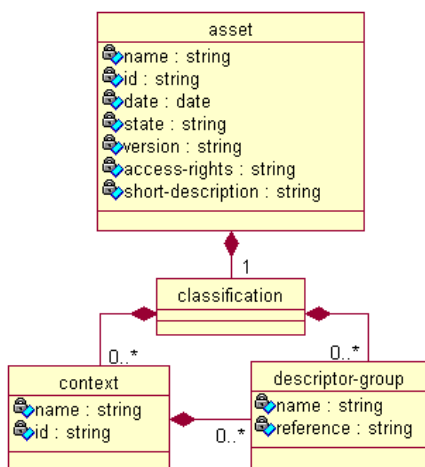 asset
name : string
id : string
date : date
state : string
version : string
access-rights : string
short-description : string
1
classification
0..*
0..*
context
name : string
id : string
descriptor-group
name : string
reference : string
0..*